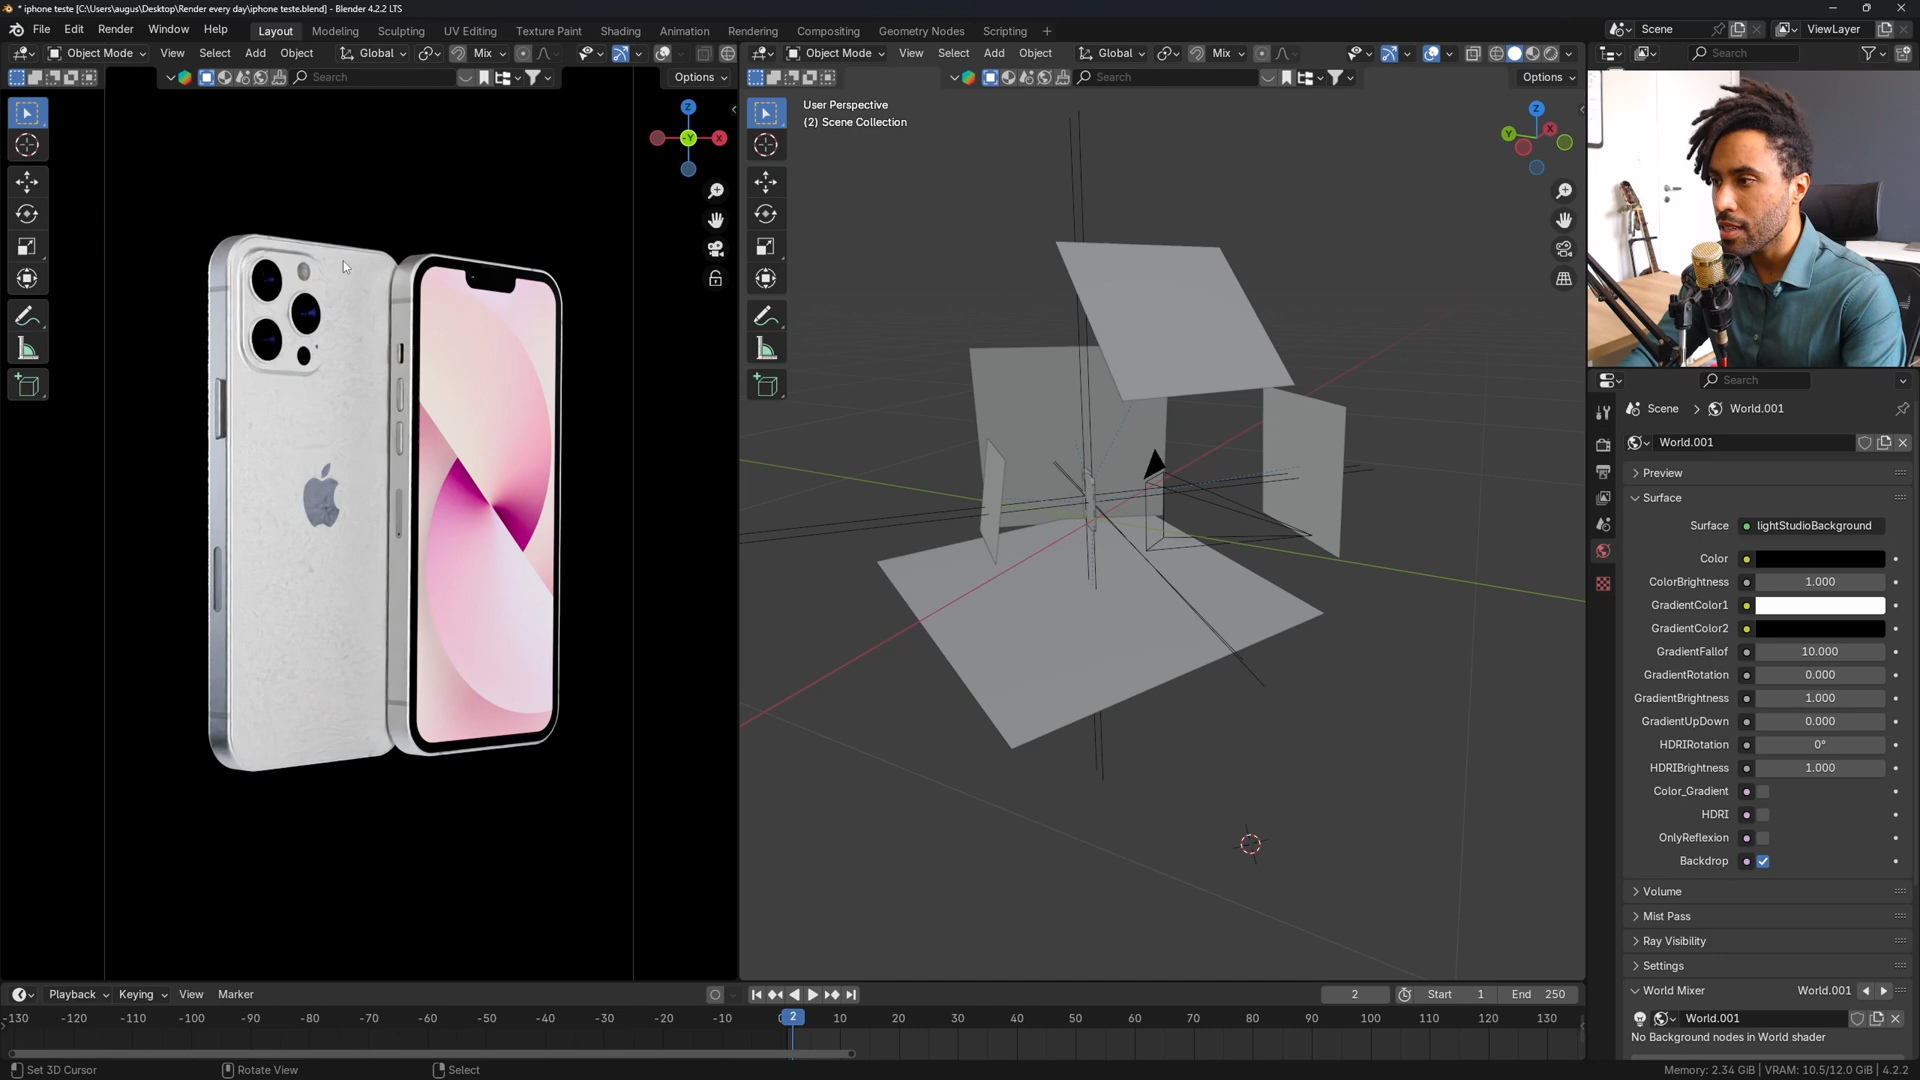 * iphone teste [C:\Users\augus\Desktop\Render every day\iphone teste.blend] - Blender 4.2.2 LTS
File Edit Render Window Help Layout Modeling Sculpting UV Editing Texture Paint Shading Animation Rendering Compositing Geometry Nodes Scripting + Scene ViewLayer
Object Mode View Select Add Object Global Mix Object Mode View Select Add Object Global Mix Search
Search Options Search Options
User Perspective
(2) Scene Collection
Z
-Y X
Z
Y X
Search
Scene > World.001
World.001
Preview
Surface
Surface lightStudioBackground
Color
ColorBrightness 1.000
GradientColor1
GradientColor2
GradientFallof 10.000
GradientRotation 0.000
GradientBrightness 1.000
GradientUpDown 0.000
HDRIRotation 0°
HDRIBrightness 1.000
Color_Gradient
HDRI
OnlyReflexion
Backdrop
Volume
Mist Pass
Ray Visibility
Settings
World Mixer World.001
World.001
No Background nodes in World shader
Playback Keying View Marker 2 Start 1 End 250
-130 -120 -110 -100 -90 -80 -70 -60 -50 -40 -30 -20 -10 2 10 20 30 40 50 60 70 80 90 100 110 120 130
Set 3D Cursor Rotate View Select Memory: 2.34 GiB | VRAM: 10.5/12.0 GiB | 4.2.2